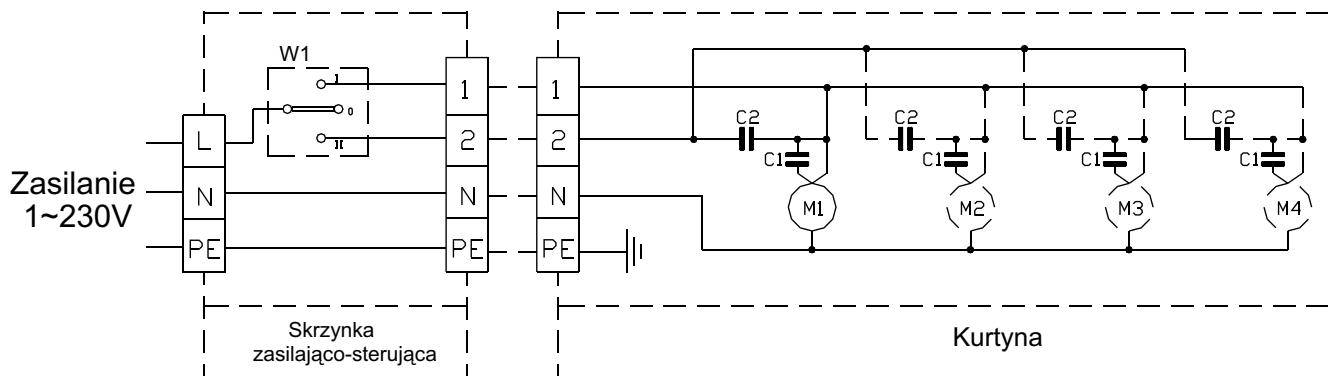 W1
I
0
II
1
1
L
2
2
C2
C2
C2
C2
C1
C1
C1
C1
Zasilanie
1~230V
N
N
N
M1
M2
M3
M4
PE
PE
PE
Skrzynka
zasilająco-sterująca
Kurtyna